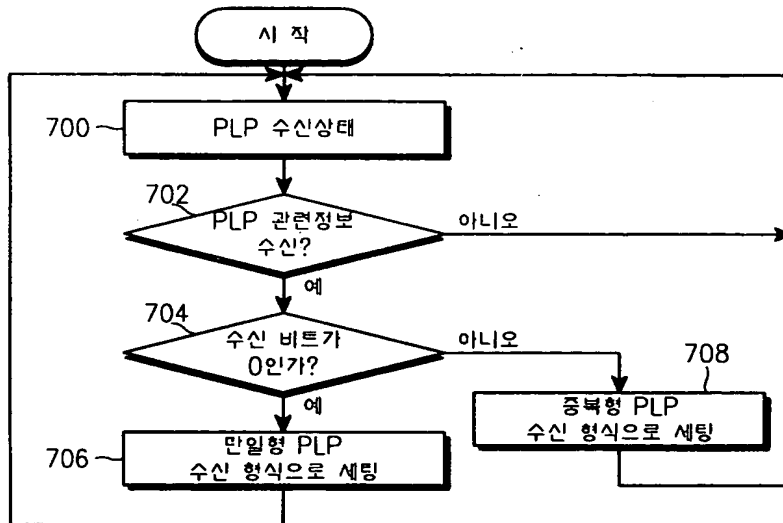 시 작
700
PLP 수신상태
702
PLP 관련정보
수신?
아니오
예
704
수신 비트가
0인가?
아니오
예
708
중복형 PLP
수신 형식으로 세팅
706
만일형 PLP
수신 형식으로 세팅